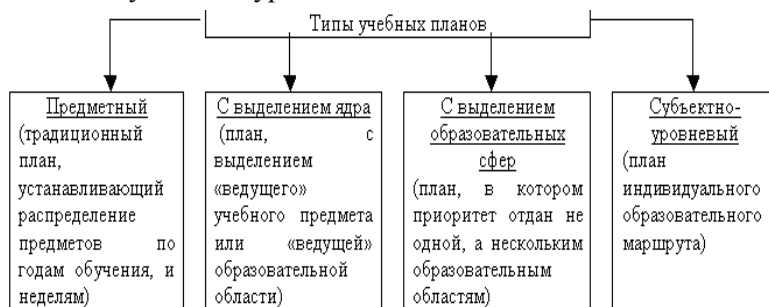 Типы учебных планов
Предметный
(традиционный
план,
устанавливающий
распределение
предметов по
годам обучения, и
неделям)
С выделением ядра
(план, с
выделением
«ведущего»
учебного предмета
или «ведущей»
образовательной
области)
С выделением
образовательных
сфер
(план, в котором
приоритет отдан не
одной, а нескольким
образовательным
областям)
Субъектно-
уровневый
(план
индивидуального
образовательного
маршрута)